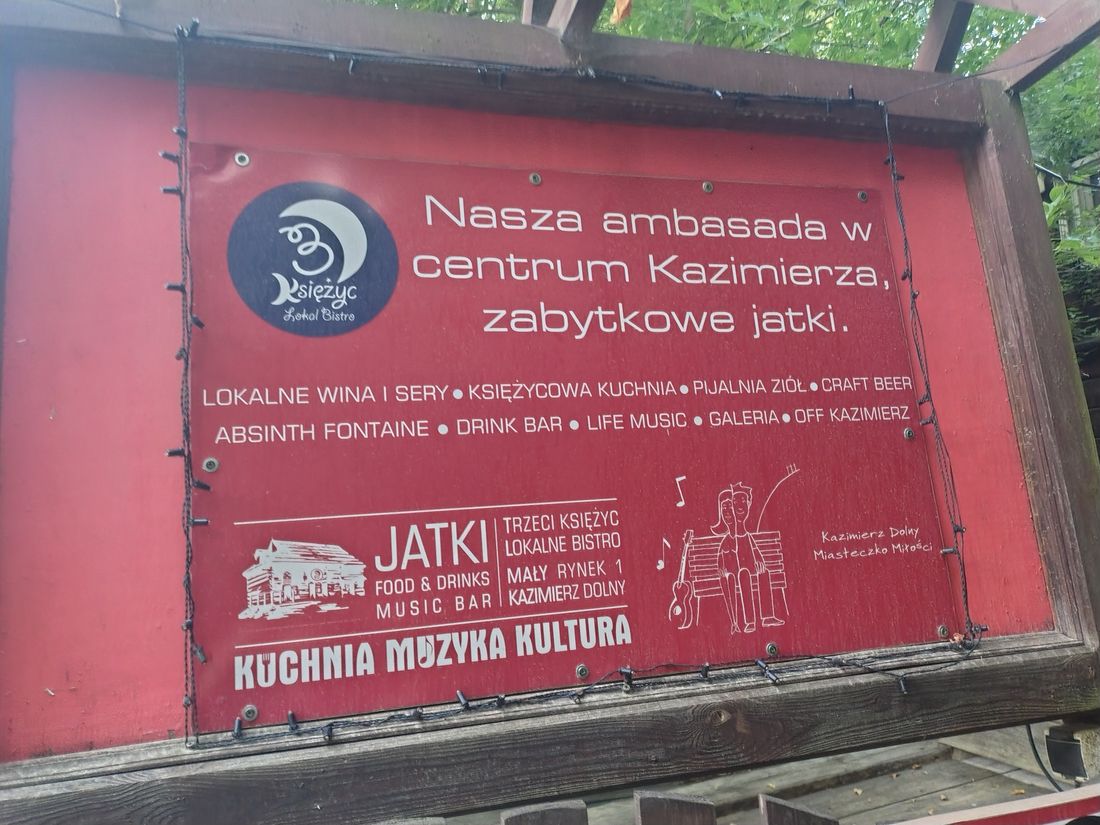 Nasza ambasada w
centrum Kazimierza,
zabytkowe jatki.
3
Księżyc
Lokal Bistro
LOKALNE WINA I SERY • KSIĘŻYCOWA KUCHNIA • PIJALNIA ZIÓŁ • CRAFT BEER
ABSINTH FONTAINE • DRINK BAR • LIFE MUSIC • GALERIA • OFF KAZIMIERZ
JATKI
FOOD & DRINKS
MUSIC BAR
TRZECI KSIĘŻYC
LOKALNE BISTRO
MAŁY RYNEK 1
KAZIMIERZ DOLNY
KUCHNIA MUZYKA KULTURA
Kazimierz Dolny
Miasteczko Miłości